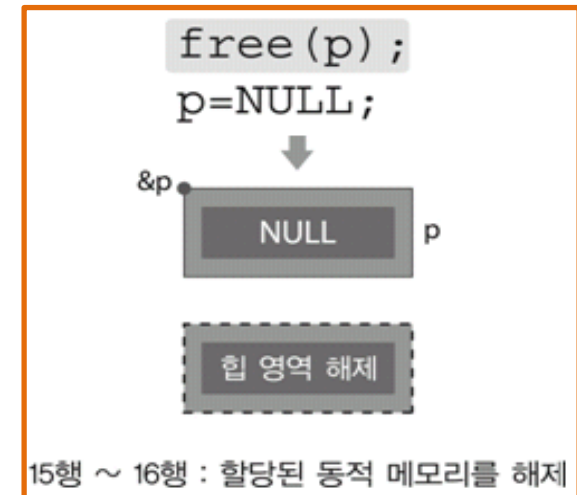 free(p);
p=NULL;
&p
NULL p
힙 영역 해제
15행 ~ 16행 : 할당된 동적 메모리를 해제